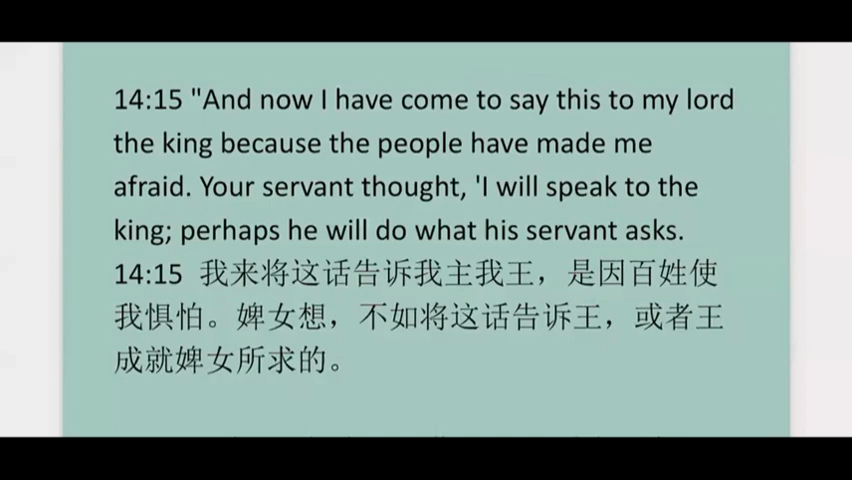 14:15 "And now I have come to say this to my lord
the king because the people have made me
afraid. Your servant thought, 'I will speak to the
king; perhaps he will do what his servant asks.
14:15 我来将这话告诉我主我王，是因百姓使
我惧怕。婢女想，不如将这话告诉王，或者王
成就婢女所求的。